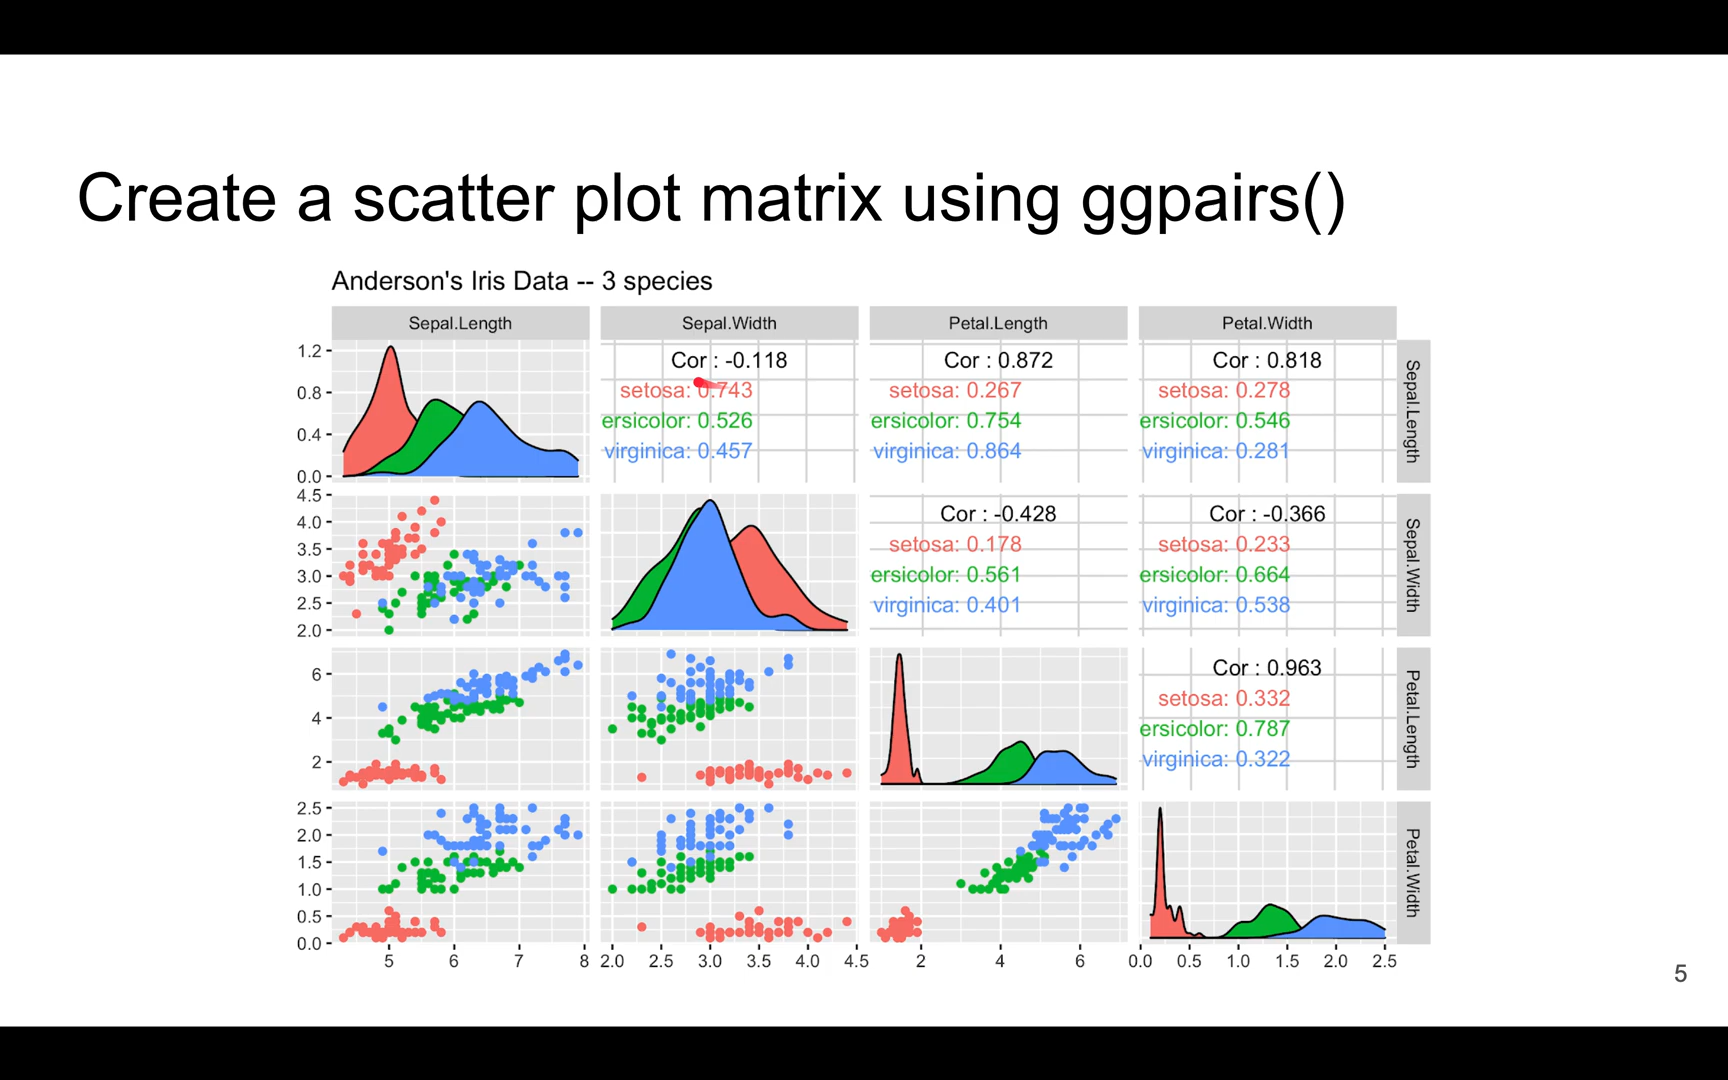 Create a scatter plot matrix using ggpairs()
Anderson's Iris Data -- 3 species
Sepal.Length
Sepal.Width
Petal.Length
Petal.Width
1.2
0.8
0.4
0.0
Cor : -0.118
setosa: 0.743
ersicolor: 0.526
virginica: 0.457
Cor : 0.872
setosa: 0.267
ersicolor: 0.754
virginica: 0.864
Cor : 0.818
setosa: 0.278
ersicolor: 0.546
virginica: 0.281
Sepal.Length
4.5
4.0
3.5
3.0
2.5
2.0
Cor : -0.428
setosa: 0.178
ersicolor: 0.561
virginica: 0.401
Cor : -0.366
setosa: 0.233
ersicolor: 0.664
virginica: 0.538
Sepal.Width
6
4
2
Cor : 0.963
setosa: 0.332
ersicolor: 0.787
virginica: 0.322
Petal.Length
2.5
2.0
1.5
1.0
0.5
0.0
Petal.Width
5 6 7 8
2.0 2.5 3.0 3.5 4.0 4.5
2 4 6
0.0 0.5 1.0 1.5 2.0 2.5
5